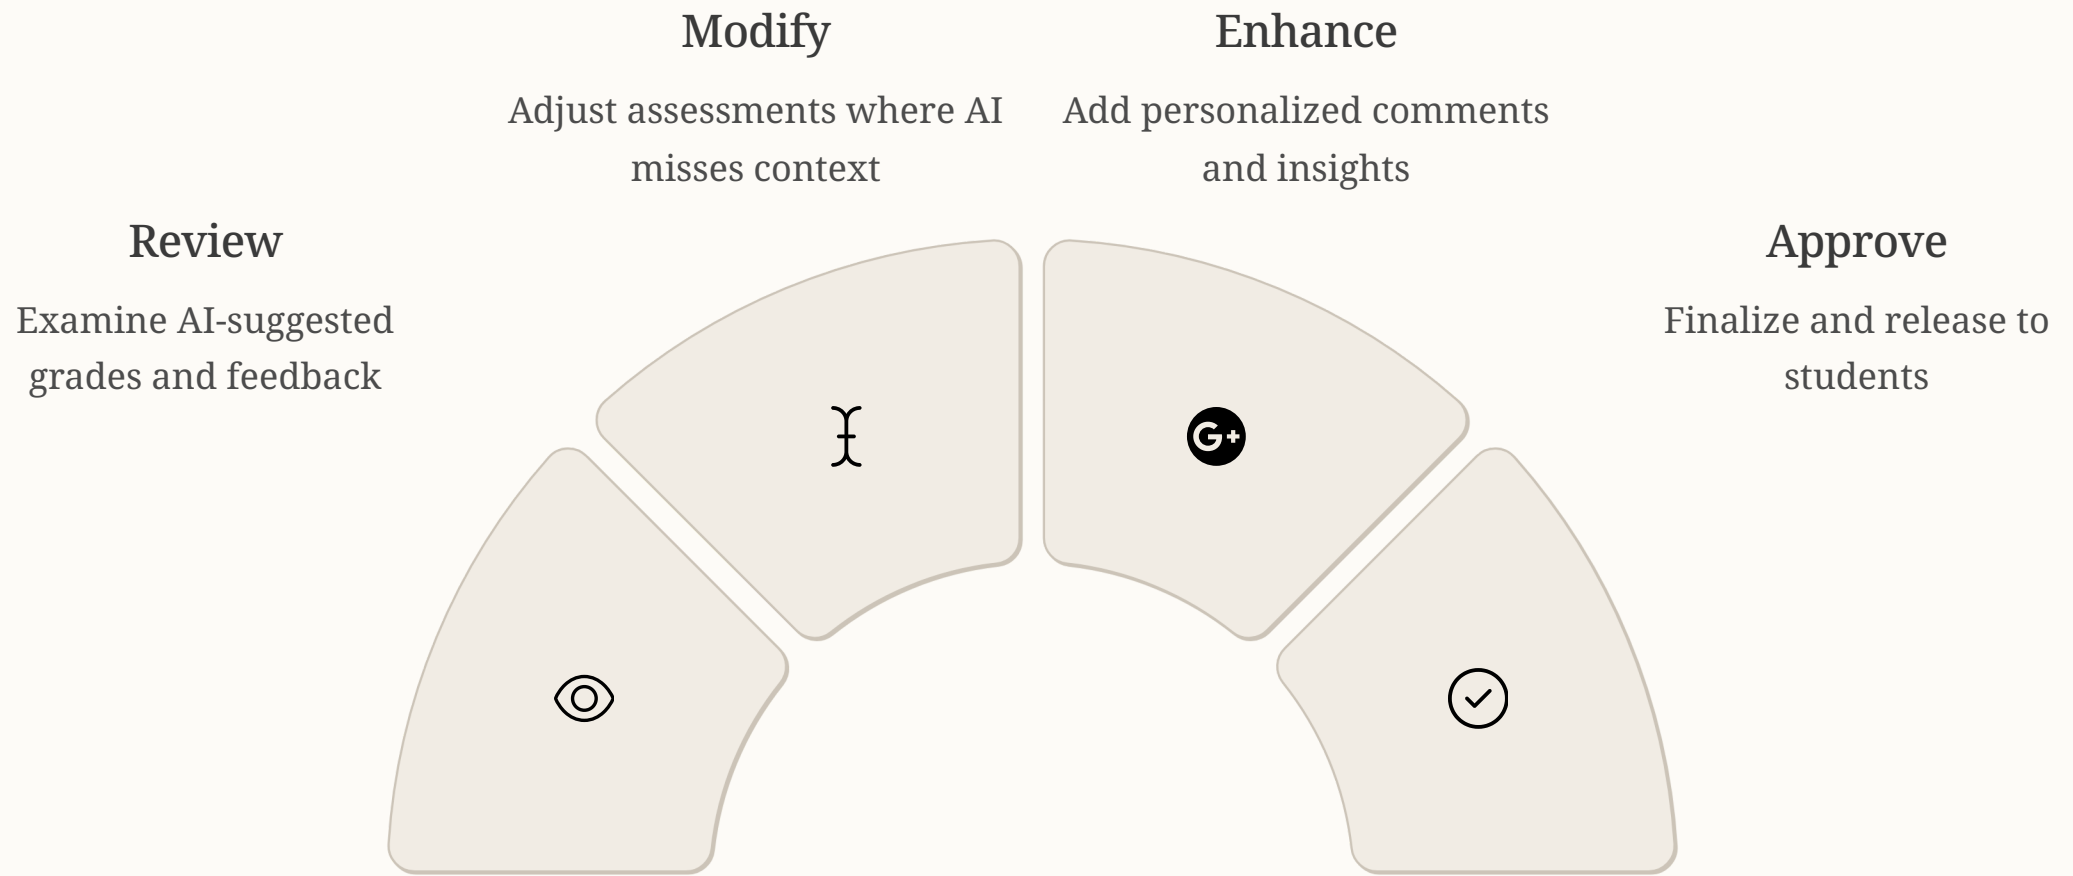 Review
Examine AI-suggested
grades and feedback
Modify
Adjust assessments where AI
misses context
Enhance
Add personalized comments
and insights
Approve
Finalize and release to
students
G+